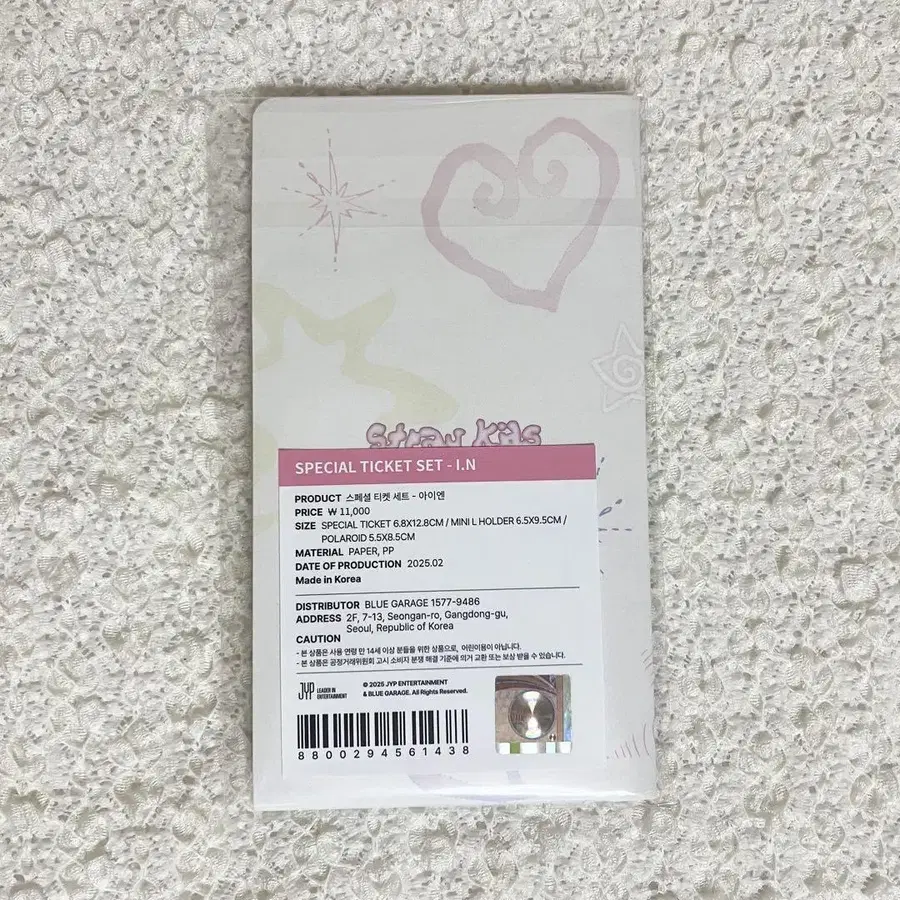 Stray Kids
SPECIAL TICKET SET - I.N
PRODUCT 스페셜 티켓 세트 - 아이엔
PRICE ₩ 11,000
SIZE SPECIAL TICKET 6.8X12.8CM / MINI L HOLDER 6.5X9.5CM /
POLAROID 5.5X8.5CM
MATERIAL PAPER, PP
DATE OF PRODUCTION 2025.02
Made in Korea
DISTRIBUTOR BLUE GARAGE 1577-9486
ADDRESS 2F, 7-13, Seongan-ro, Gangdong-gu,
Seoul, Republic of Korea
CAUTION
- 본 상품은 사용 연령 만 14세 이상 분들을 위한 상품으로, 어린이용이 아닙니다.
- 본 상품은 공정거래위원회 고시 소비자 분쟁 해결 기준에 의거 교환 또는 보상 받을 수 있습니다.
JYP LEADER IN
ENTERTAINMENT
© 2025 JYP ENTERTAINMENT
& BLUE GARAGE. All Rights Reserved.
8800294561438